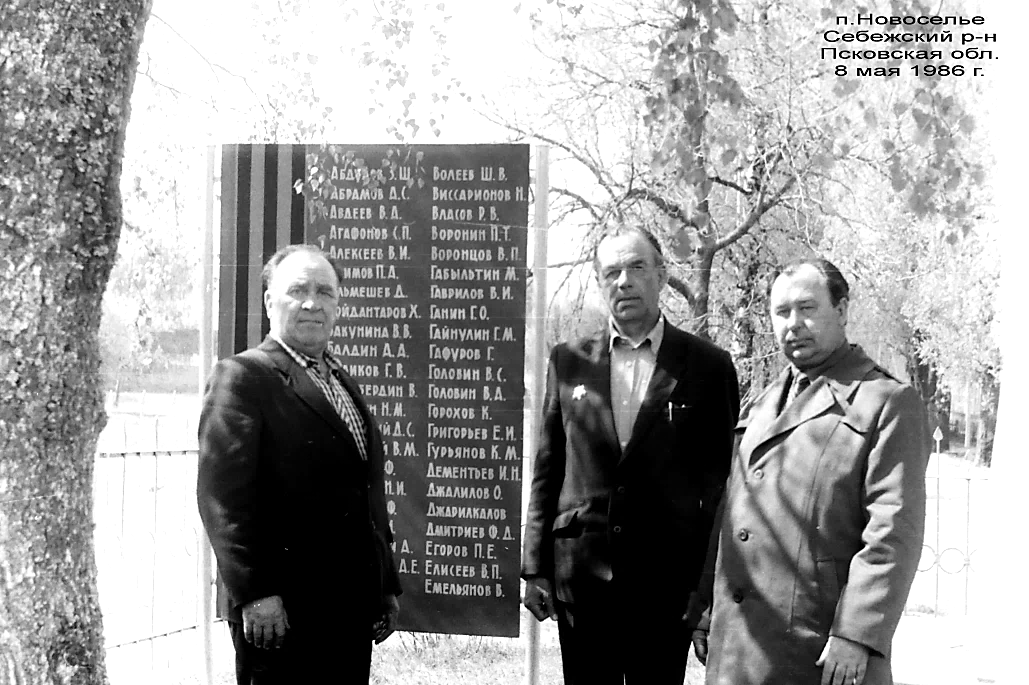 п.Новоселье
Себежский р-н
Псковская обл.
8 мая 1986 г.
Абрамов Д.С.
Авдеев В.Д.
Агафонов С.П.
Алексеев В.И.
П.А.
Д.
Х.
В.В.
Балдин Д.А.
Г.В.
В.
Н.М.
Д.С.
В.М.
Ф.
Д.
Д.Е.
Волеев Ш.В.
Виссарионов Н.
Власов Р.В.
Воронин П.Т.
Воронцов В.П.
Габыльтин М.
Гаврилов В.И.
Ганин Г.О.
Гайнулин Г.М.
Гафуров Г.
Головин В.С.
Головин В.Д.
Горохов К.
Григорьев Е.И.
Гурьянов К.М.
Дементьев И.Н.
Джалилов О.
Джарилкалов
Дмитриев Ф.Д.
Егоров П.Е.
Елисеев В.П.
Емельянов В.